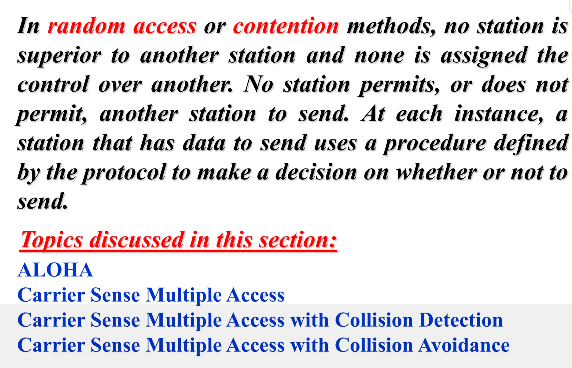 In random access or contention methods, no station is
superior to another station and none is assigned the
control over another. No station permits, or does not
permit, another station to send. At each instance, a
station that has data to send uses a procedure defined
by the protocol to make a decision on whether or not to
send.
Topics discussed in this section:
ALOHA
Carrier Sense Multiple Access
Carrier Sense Multiple Access with Collision Detection
Carrier Sense Multiple Access with Collision Avoidance